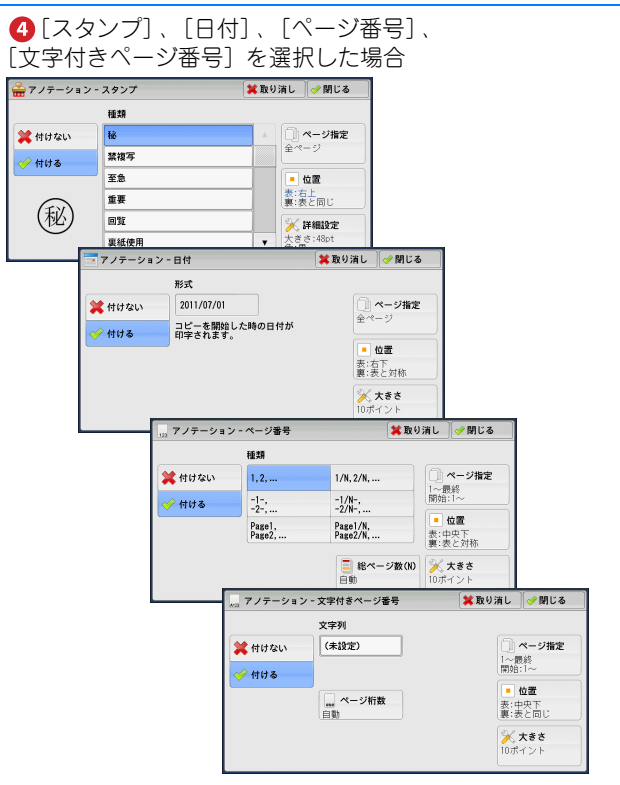 4 [スタンプ]、[日付]、[ページ番号]、
[文字付きページ番号] を選択した場合
アノテーション - スタンプ
取り消し
閉じる
種類
付けない
付ける
秘
禁複写
至急
重要
回覧
裏紙使用
ページ指定
全ページ
位置
表:右上
裏:表と同じ
詳細設定
大きさ:48pt
秘
アノテーション - 日付
取り消し
閉じる
形式
付けない
付ける
2011/07/01
コピーを開始した時の日付が
印字されます。
ページ指定
全ページ
位置
表:右下
裏:表と対称
大きさ
10ポイント
123
アノテーション - ページ番号
取り消し
閉じる
種類
付けない
付ける
1,2,...
1/N,2/N,...
-1-,
-2-,...
-1/N-,
-2/N-,...
Page1,
Page2,...
Page1/N,
Page2/N,...
総ページ数(N)
自動
ページ指定
1〜最終
開始:1〜
位置
表:中央下
裏:表と対称
大きさ
10ポイント
アノテーション - 文字付きページ番号
取り消し
閉じる
文字列
付けない
付ける
(未設定)
ページ桁数
自動
ページ指定
1〜最終
開始:1〜
位置
表:中央下
裏:表と同じ
大きさ
10ポイント